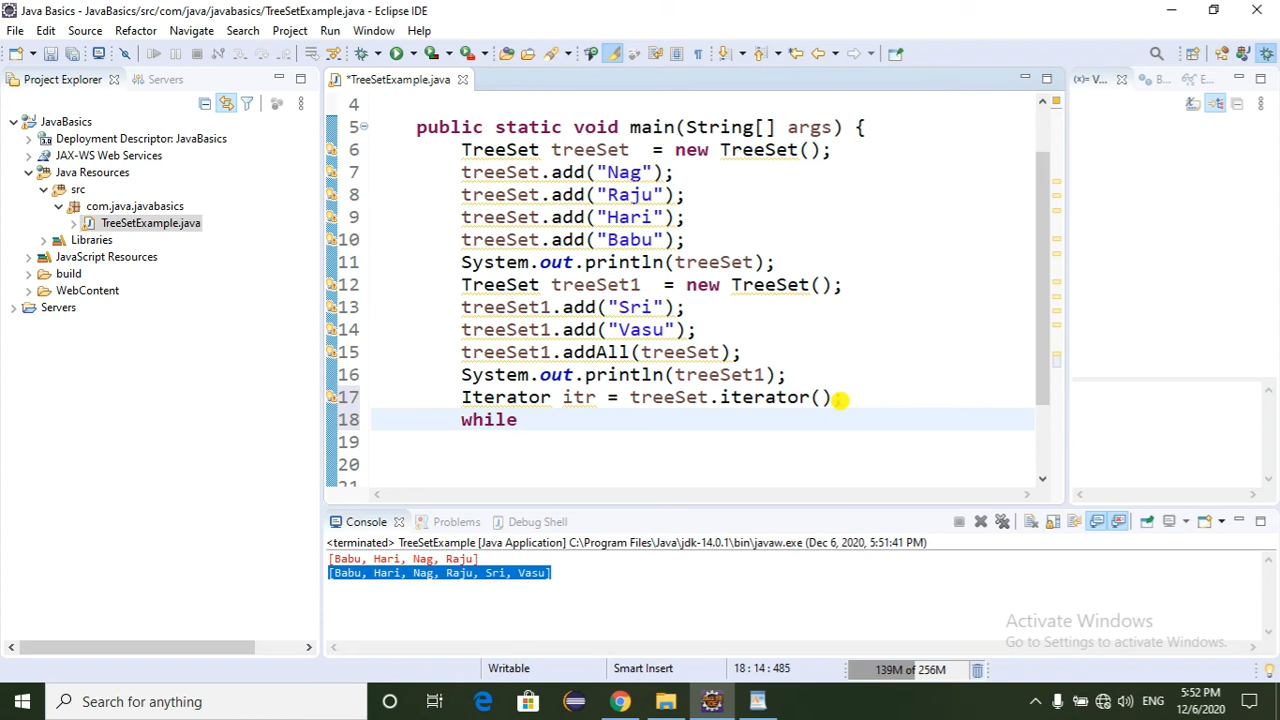 Java Basics - JavaBasics/src/com/java/javabasics/TreeSetExample.java - Eclipse IDE
File Edit Source Refactor Navigate Search Project Run Window Help
Project Explorer Servers
JavaBasics
Deployment Descriptor: JavaBasics
JAX-WS Web Services
Java Resources
src
com.java.javabasics
TreeSetExample.java
Libraries
JavaScript Resources
build
WebContent
Servers
*TreeSetExample.java
4
5 public static void main(String[] args) {
6 TreeSet treeSet = new TreeSet();
7 treeSet.add("Nag");
8 treeSet.add("Raju");
9 treeSet.add("Hari");
10 treeSet.add("Babu");
11 System.out.println(treeSet);
12 TreeSet treeSet1 = new TreeSet();
13 treeSet1.add("Sri");
14 treeSet1.add("Vasu");
15 treeSet1.addAll(treeSet);
16 System.out.println(treeSet1);
17 Iterator itr = treeSet.iterator();
18 while
19
20
21
(x)= V... B... E...
Console Problems Debug Shell
<terminated> TreeSetExample [Java Application] C:\Program Files\Java\jdk-14.0.1\bin\javaw.exe (Dec 6, 2020, 5:51:41 PM)
[Babu, Hari, Nag, Raju]
[Babu, Hari, Nag, Raju, Sri, Vasu]
Activate Windows
Go to Settings to activate Windows.
Writable Smart Insert 18 : 14 : 485 139M of 256M
Search for anything
ENG
5:52 PM
12/6/2020